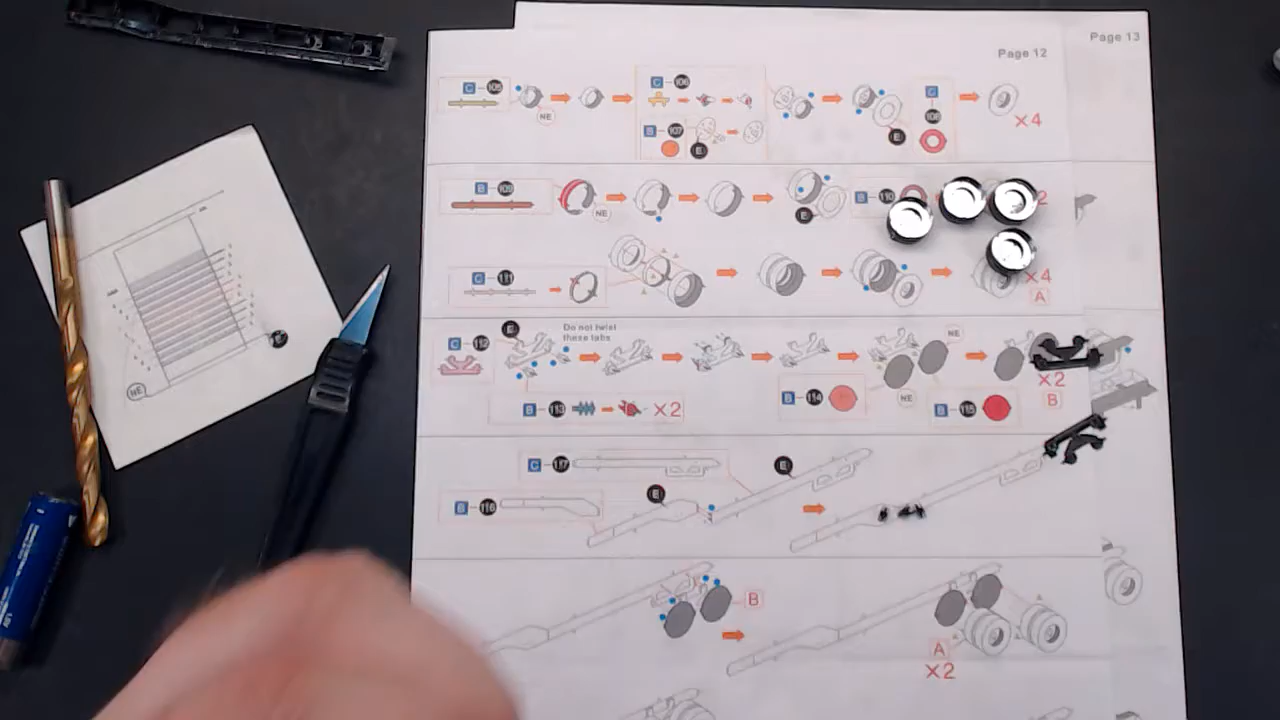 Page 13
Page 12
C 105
NE
C 106
B 107
E
E
C
108
×4
B 109
NE
E
B 110
2
C 111
×4
A
C 112
E
Do not twist
these tabs
NE
×2
B
B 113
×2
B 114
NE
B 115
C 117
E
B 116
E
B
A
×2
NE